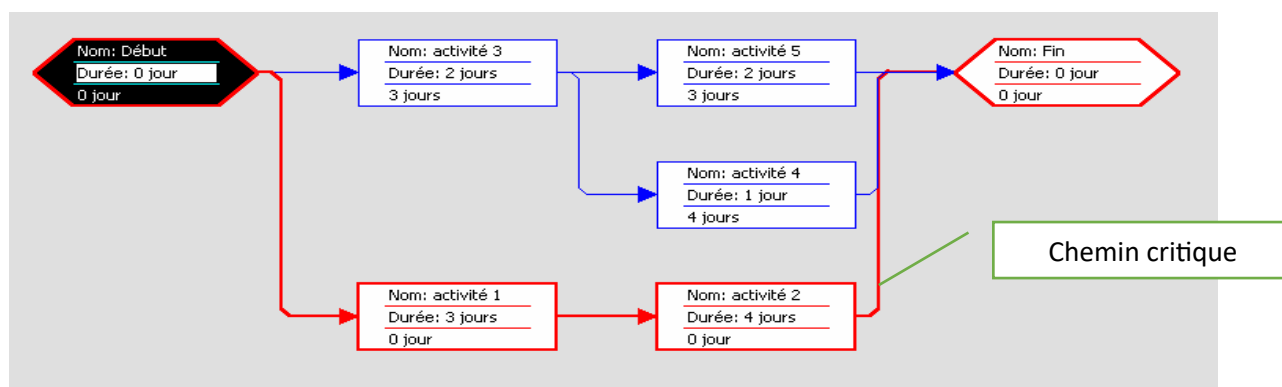 Nom: Début
Durée: 0 jour
0 jour
Nom: activité 3
Durée: 2 jours
3 jours
Nom: activité 5
Durée: 2 jours
3 jours
Nom: Fin
Durée: 0 jour
0 jour
Nom: activité 4
Durée: 1 jour
4 jours
Chemin critique
Nom: activité 1
Durée: 3 jours
0 jour
Nom: activité 2
Durée: 4 jours
0 jour